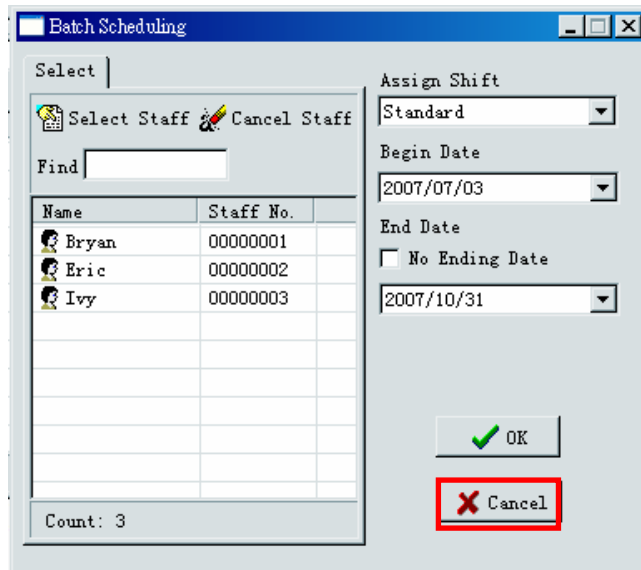 Batch Scheduling
Select
Select Staff Cancel Staff
Find
Name Staff No.
Bryan 00000001
Eric 00000002
Ivy 00000003
Count: 3
Assign Shift
Standard
Begin Date
2007/07/03
End Date
No Ending Date
2007/10/31
OK
Cancel